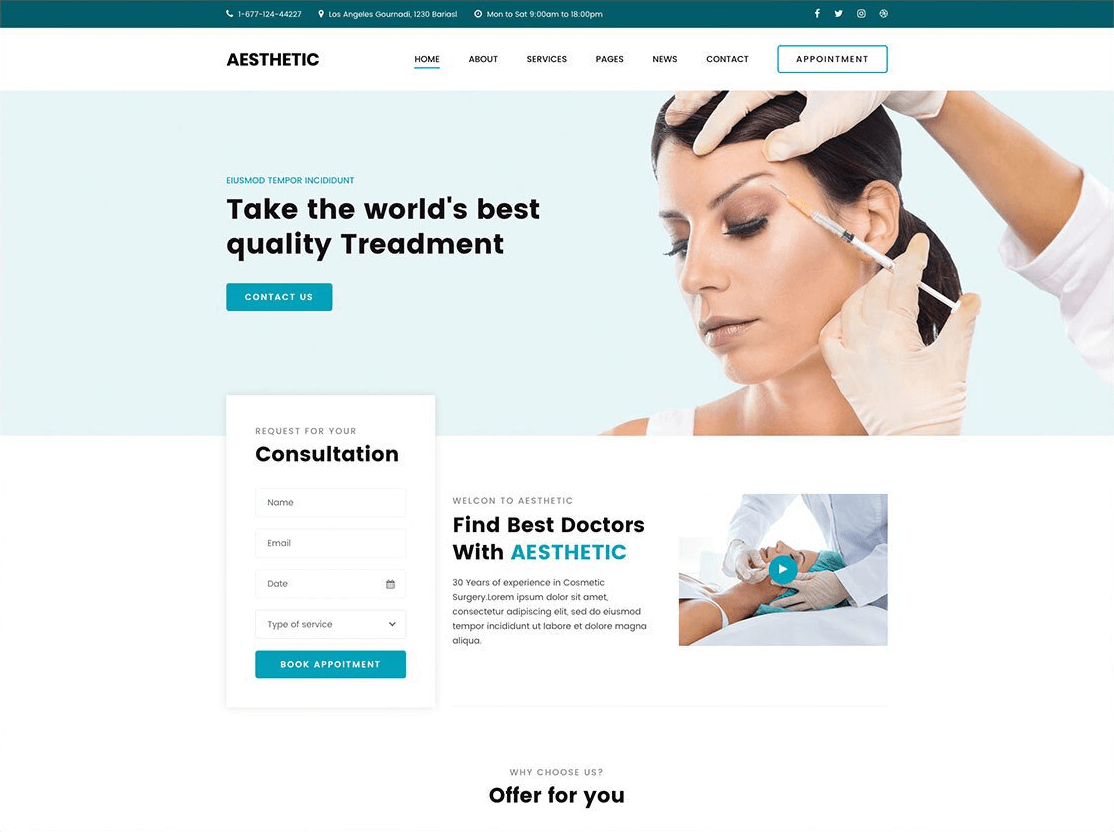 1-677-124-44227 Los Angeles Gournadi, 1230 Bariasl Mon to Sat 9:00am to 18:00pm
AESTHETIC HOME ABOUT SERVICES PAGES NEWS CONTACT APPOINTMENT
EIUSMOD TEMPOR INCIDIDUNT
Take the world's best
quality Treadment
CONTACT US
REQUEST FOR YOUR
Consultation
Name
Email
Date
Type of service
BOOK APPOITMENT
WELCON TO AESTHETIC
Find Best Doctors
With AESTHETIC
30 Years of experience in Cosmetic
Surgery.Lorem ipsum dolor sit amet,
consectetur adipiscing elit, sed do eiusmod
tempor incididunt ut labore et dolore magna
aliqua.
WHY CHOOSE US?
Offer for you